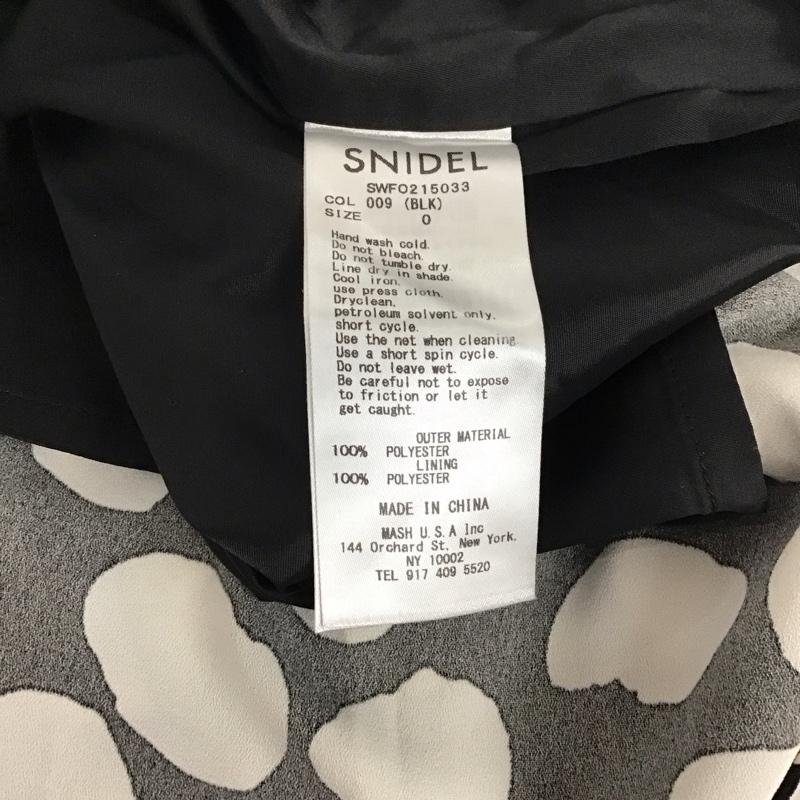 SNIDEL
SWFO215033
COL 009 (BLK)
SIZE 0
Hand wash cold.
Do not bleach.
Do not tumble dry.
Line dry in shade.
Cool iron.
use press cloth.
Dryclean.
petroleum solvent only.
short cycle.
Use the net when cleaning.
Use a short spin cycle.
Do not leave wet.
Be careful not to expose
to friction or let it
get caught.
OUTER MATERIAL
100% POLYESTER
LINING
100% POLYESTER
MADE IN CHINA
MASH U.S.A Inc
144 Orchard St, New York,
NY 10002
TEL 917 409 5520